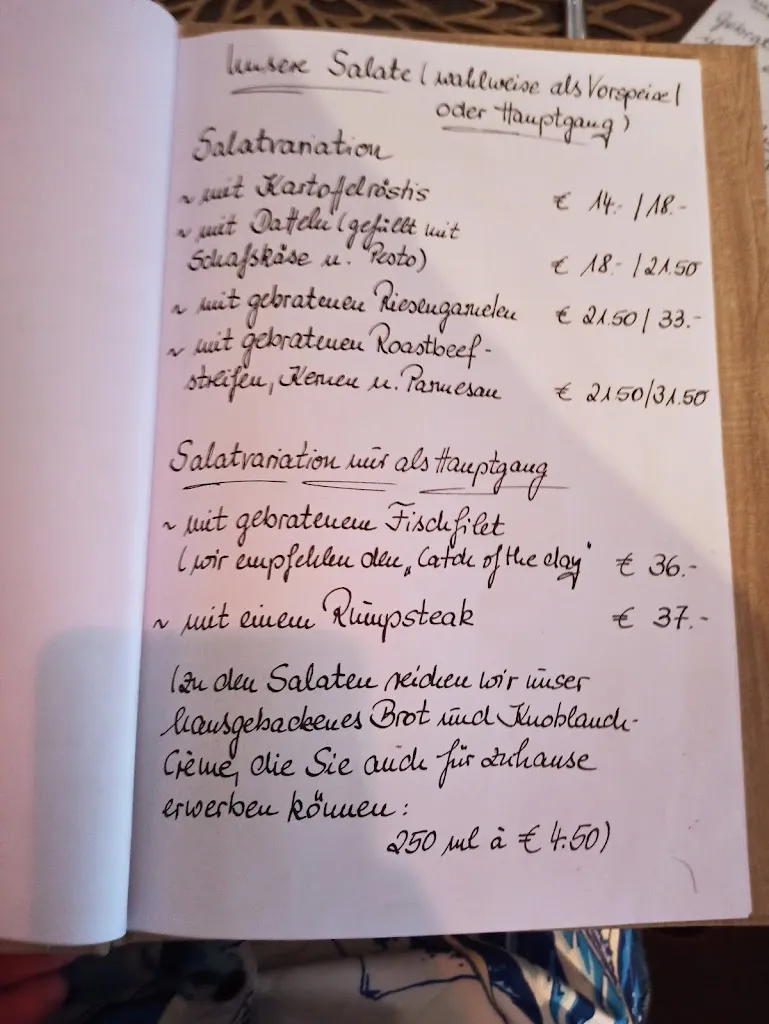 Unsere Salate (wahlweise als Vorspeise /
oder Hauptgang)
Salatvariation
~ mit Kartoffelröstis € 14.- / 18.-
~ mit Datteln (gefüllt mit
Schafskäse u. Pesto) € 18.- / 21.50
~ mit gebratenen Riesengarnelen € 21.50 / 33.-
~ mit gebratenen Roastbeef-
streifen, Kernen u. Parmesan € 21.50/31.50
Salatvariation nur als Hauptgang
~ mit gebratenem Fischfilet
(wir empfehlen den „Catch of the day" € 36.-
~ mit einem Rumpsteak € 37.-
(zu den Salaten reichen wir unser
hausgebackenes Brot und Knoblauch-
Crème, die Sie auch für zuhause
erwerben können:
250 ml à € 4.50)
Gebrat